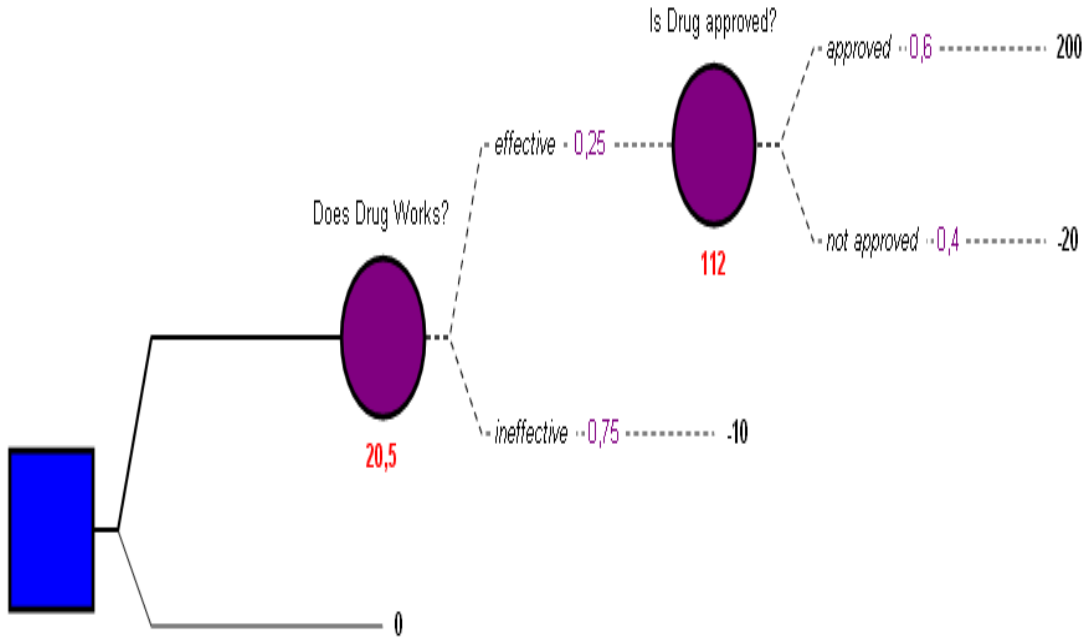 Is Drug approved?
approved 0,6 200
effective 0,25
not approved 0,4 -20
112
Does Drug Works?
ineffective 0,75 -10
20,5
0